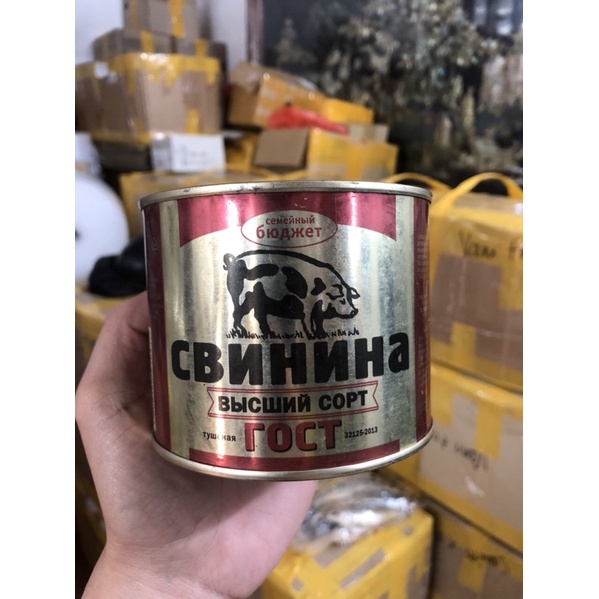 семейный
бюджет
свинина
ВЫСШИЙ СОРТ
тушеная ГОСТ 32125-2013